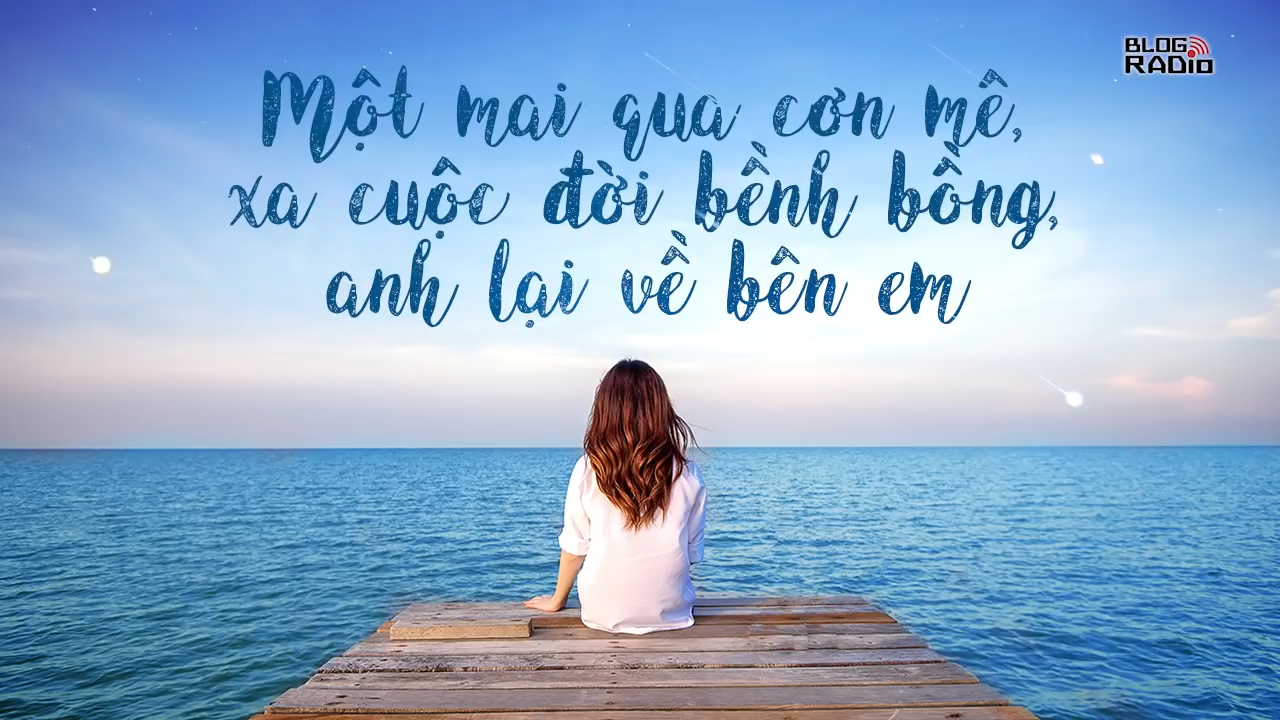 BLOG
RADIO
Một mai qua cơn mê,
xa cuộc đời bềnh bồng,
anh lại về bên em